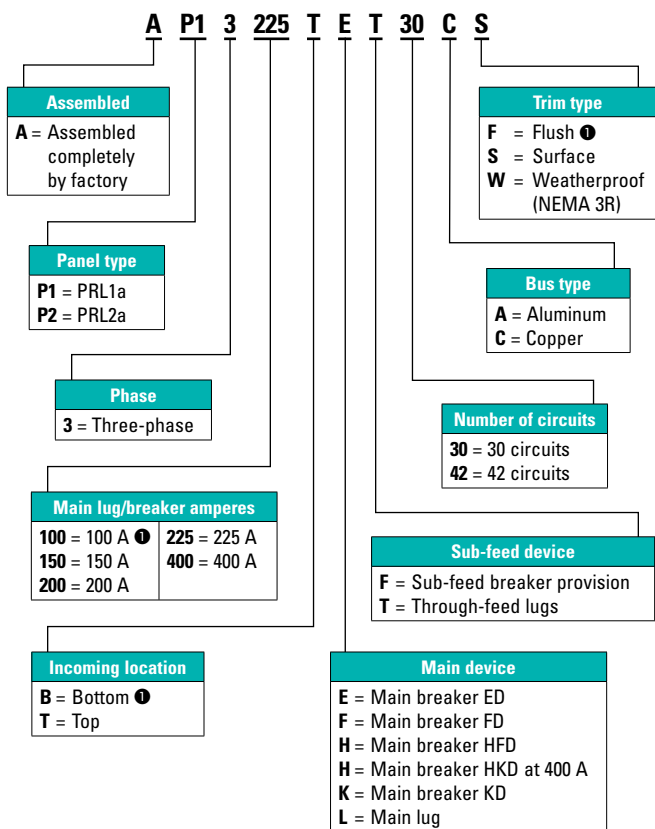 A P1 3 225 T E T 30 C S
Assembled
A = Assembled
completely
by factory
Trim type
F = Flush ❶
S = Surface
W = Weatherproof
(NEMA 3R)
Panel type
P1 = PRL1a
P2 = PRL2a
Bus type
A = Aluminum
C = Copper
Phase
3 = Three-phase
Number of circuits
30 = 30 circuits
42 = 42 circuits
Main lug/breaker amperes
100 = 100 A ❶ 225 = 225 A
150 = 150 A 400 = 400 A
200 = 200 A
Sub-feed device
F = Sub-feed breaker provision
T = Through-feed lugs
Incoming location
B = Bottom ❶
T = Top
Main device
E = Main breaker ED
F = Main breaker FD
H = Main breaker HFD
H = Main breaker HKD at 400 A
K = Main breaker KD
L = Main lug